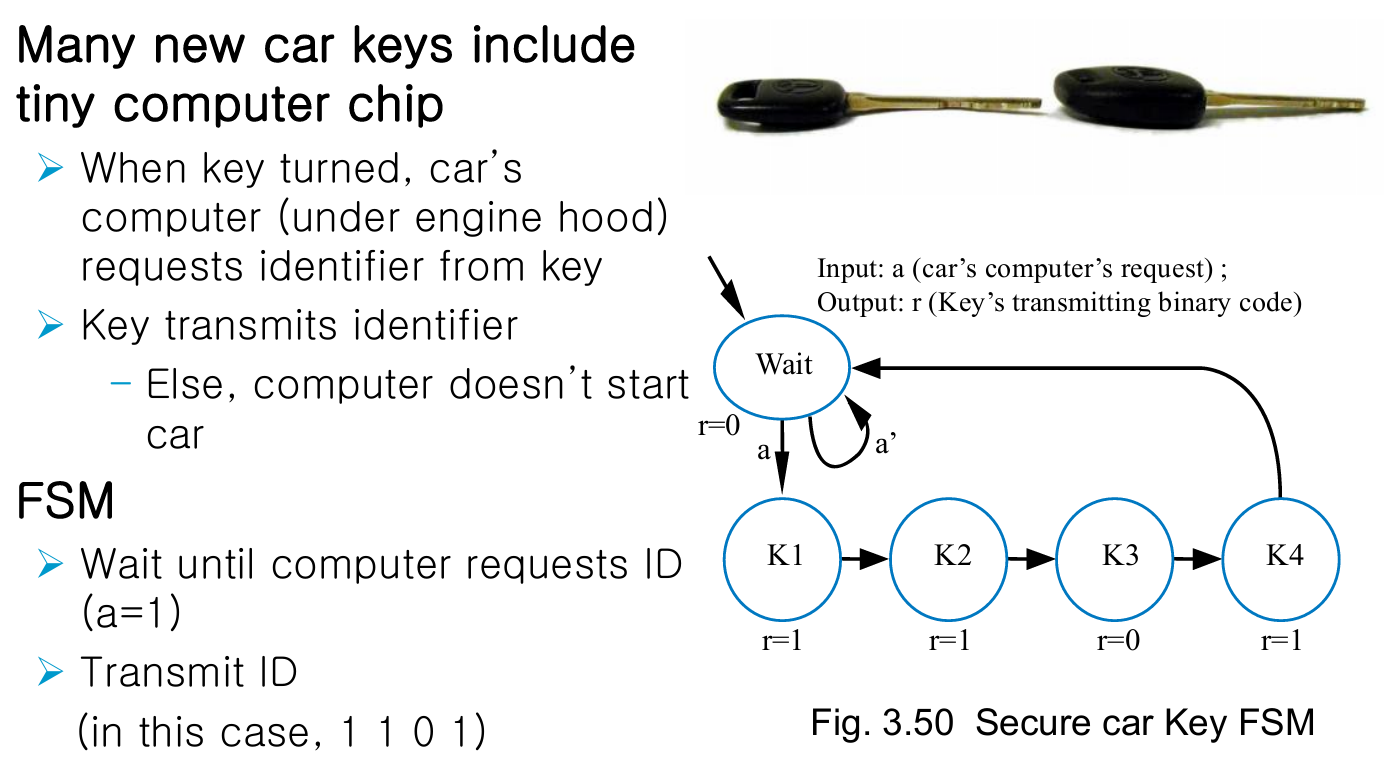 Many new car keys include
tiny computer chip
➢ When key turned, car's
computer (under engine hood)
requests identifier from key
➢ Key transmits identifier
– Else, computer doesn't start
car
FSM
➢ Wait until computer requests ID
(a=1)
➢ Transmit ID
(in this case, 1 1 0 1)
Input: a (car's computer's request) ;
Output: r (Key's transmitting binary code)
Wait
r=0
a
a'
K1
K2
K3
K4
r=1
r=1
r=0
r=1
Fig. 3.50 Secure car Key FSM